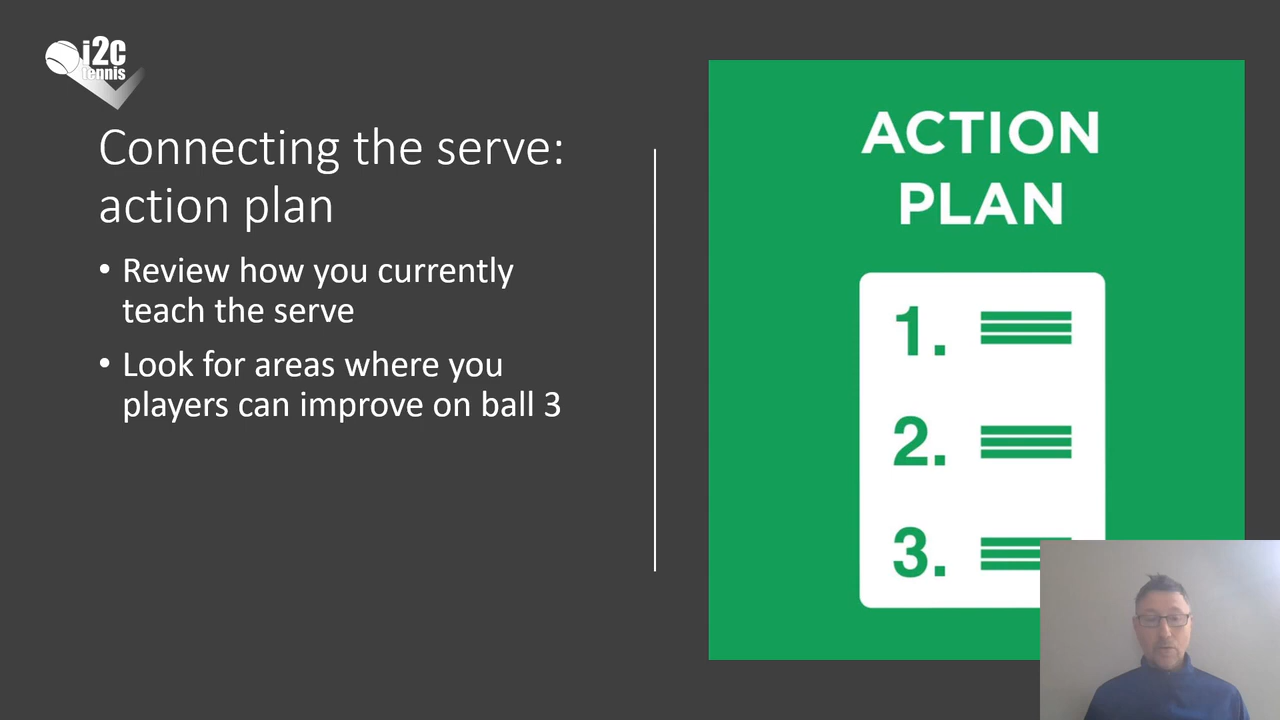 i2c
tennis
Connecting the serve:
action plan
• Review how you currently
teach the serve
• Look for areas where you
players can improve on ball 3
ACTION
PLAN
1.
2.
3.